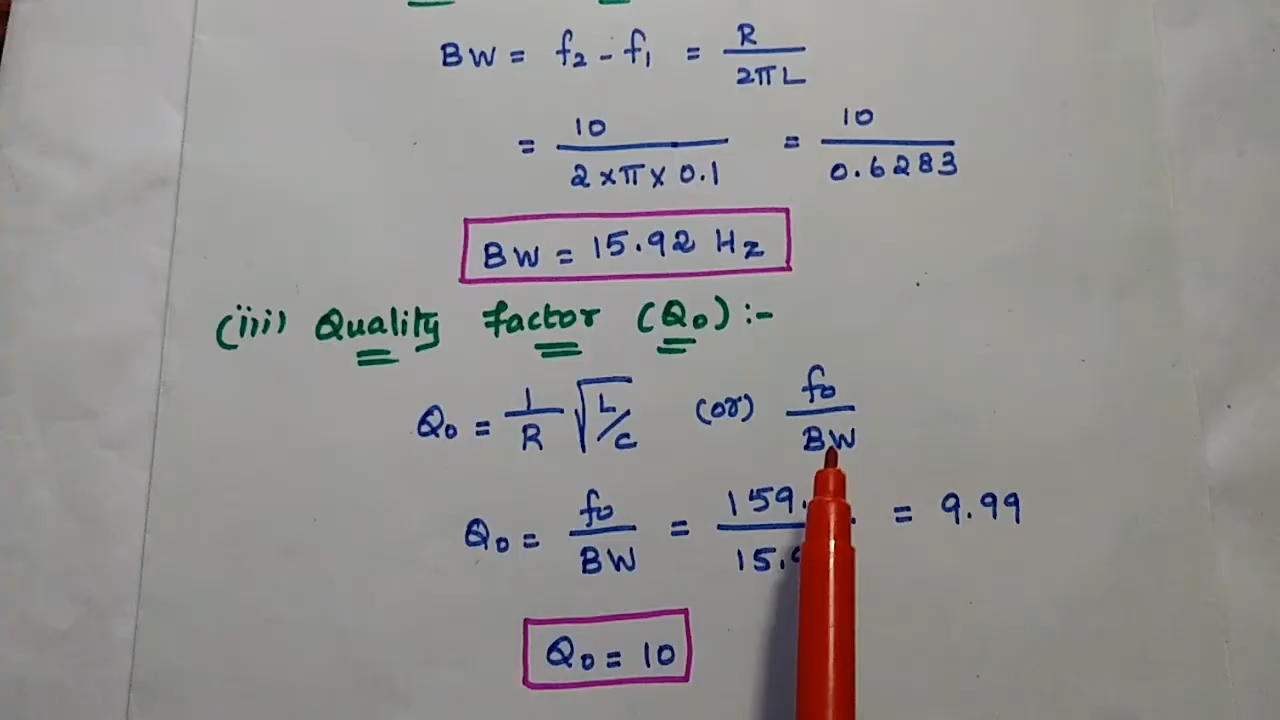 BW = f₂ - f₁ = R / 2πL
= 10 / 2 × π × 0.1 = 10 / 0.6283
BW = 15.92 Hz
(iii) Quality factor (Q₀) :-
Q₀ = 1/R √L/C (or) f₀ / BW
Q₀ = f₀ / BW = = 9.99
Q₀ = 10